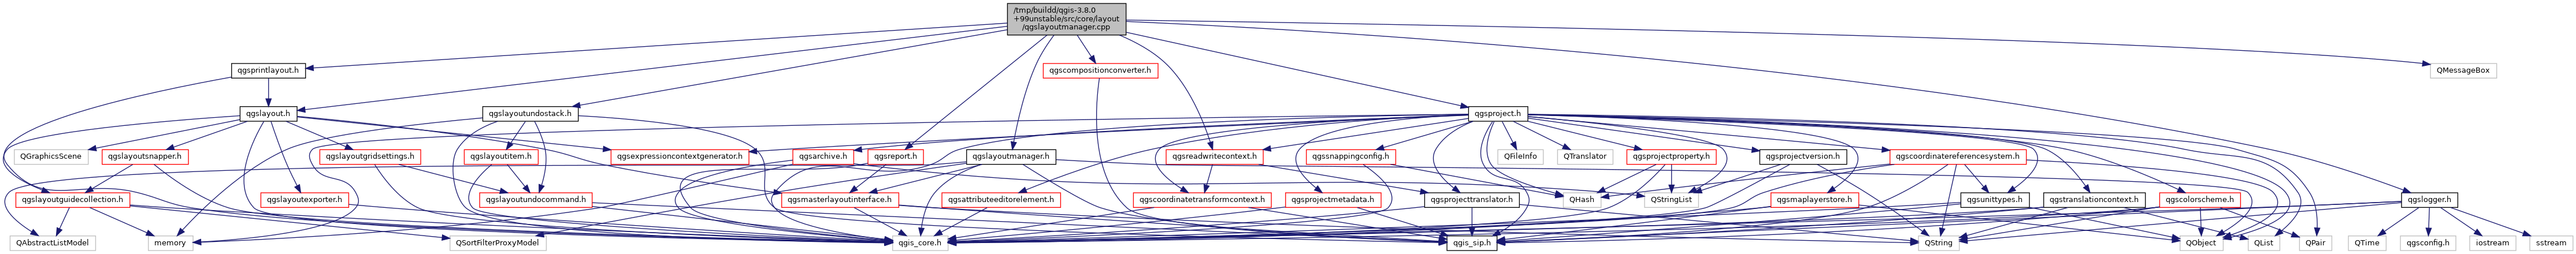 /tmp/buildd/qgis-3.8.0
+99unstable/src/core/layout
/qgslayoutmanager.cpp
qgsprintlayout.h
qgscompositionconverter.h
QMessageBox
qgslayout.h
qgslayoutundostack.h
qgsproject.h
QGraphicsScene
qgslayoutsnapper.h
qgslayoutgridsettings.h
qgslayoutitem.h
qgsexpressioncontextgenerator.h
qgsarchive.h
qgsreport.h
qgslayoutmanager.h
qgsreadwritecontext.h
qgssnappingconfig.h
QFileInfo
QTranslator
qgsprojectproperty.h
qgsprojectversion.h
qgscoordinatereferencesystem.h
qgslayoutguidecollection.h
qgslayoutexporter.h
qgslayoutundocommand.h
qgsmasterlayoutinterface.h
qgsattributeeditorelement.h
qgscoordinatetransformcontext.h
qgsprojectmetadata.h
qgsprojecttranslator.h
QHash
QStringList
qgsmaplayerstore.h
qgsunittypes.h
qgstranslationcontext.h
qgscolorscheme.h
qgslogger.h
QAbstractListModel
memory
QSortFilterProxyModel
qgis_core.h
qgis_sip.h
QString
QObject
QList
QPair
QTime
qgsconfig.h
iostream
sstream